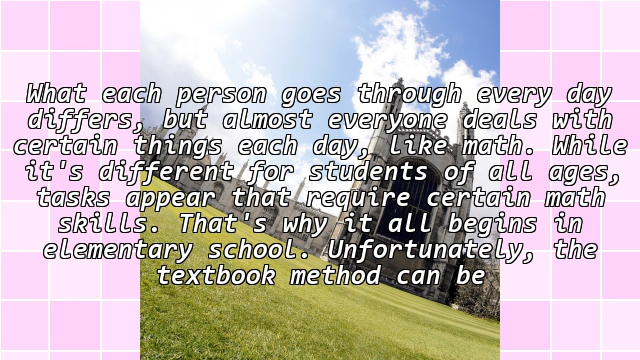 What each person goes through every day
differs, but almost everyone deals with
certain things each day, like math. While
it's different for students of all ages,
tasks appear that require certain math
skills. That's why it all begins in
elementary school. Unfortunately, the
textbook method can be